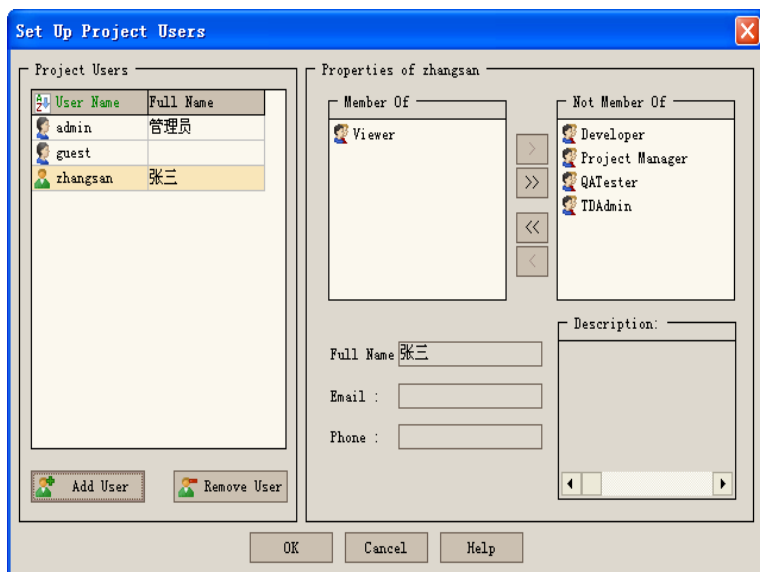 Set Up Project Users
Project Users
User Name Full Name
admin 管理员
guest
zhangsan 张三
Add User Remove User
Properties of zhangsan
Member Of
Viewer
>
>>
<<
<
Not Member Of
Developer
Project Manager
QATester
TDAdmin
Full Name 张三
Email :
Phone :
Description:
OK Cancel Help